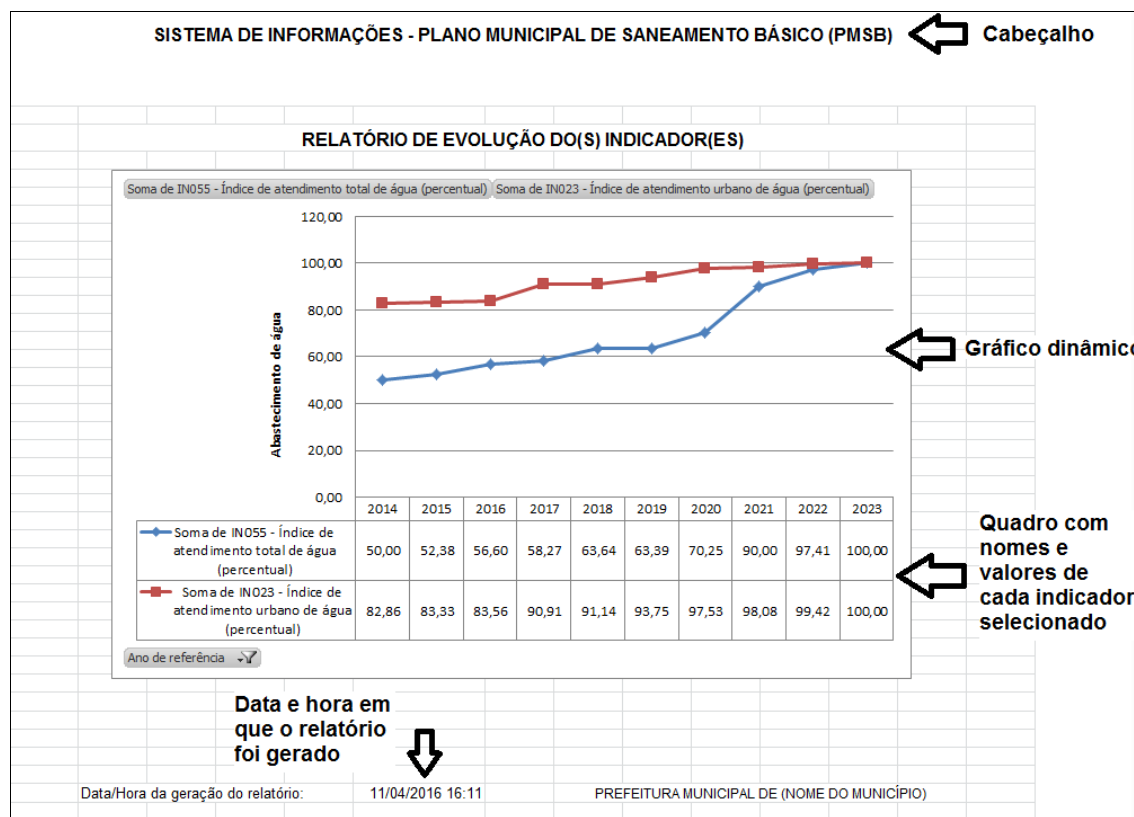 SISTEMA DE INFORMAÇÕES - PLANO MUNICIPAL DE SANEAMENTO BÁSICO (PMSB)
Cabeçalho
RELATÓRIO DE EVOLUÇÃO DO(S) INDICADOR(ES)
Soma de IN055 - Índice de atendimento total de água (percentual)
Soma de IN023 - Índice de atendimento urbano de água (percentual)
120,00
100,00
80,00
60,00
40,00
20,00
0,00
Abastecimento de água
Gráfico dinâmico
2014 2015 2016 2017 2018 2019 2020 2021 2022 2023
Soma de IN055 - Índice de
atendimento total de água
(percentual)
50,00 52,38 56,60 58,27 63,64 63,39 70,25 90,00 97,41 100,00
Soma de IN023 - Índice de
atendimento urbano de água
(percentual)
82,86 83,33 83,56 90,91 91,14 93,75 97,53 98,08 99,42 100,00
Quadro com
nomes e
valores de
cada indicador
selecionado
Ano de referência
Data e hora em
que o relatório
foi gerado
Data/Hora da geração do relatório: 11/04/2016 16:11 PREFEITURA MUNICIPAL DE (NOME DO MUNICÍPIO)